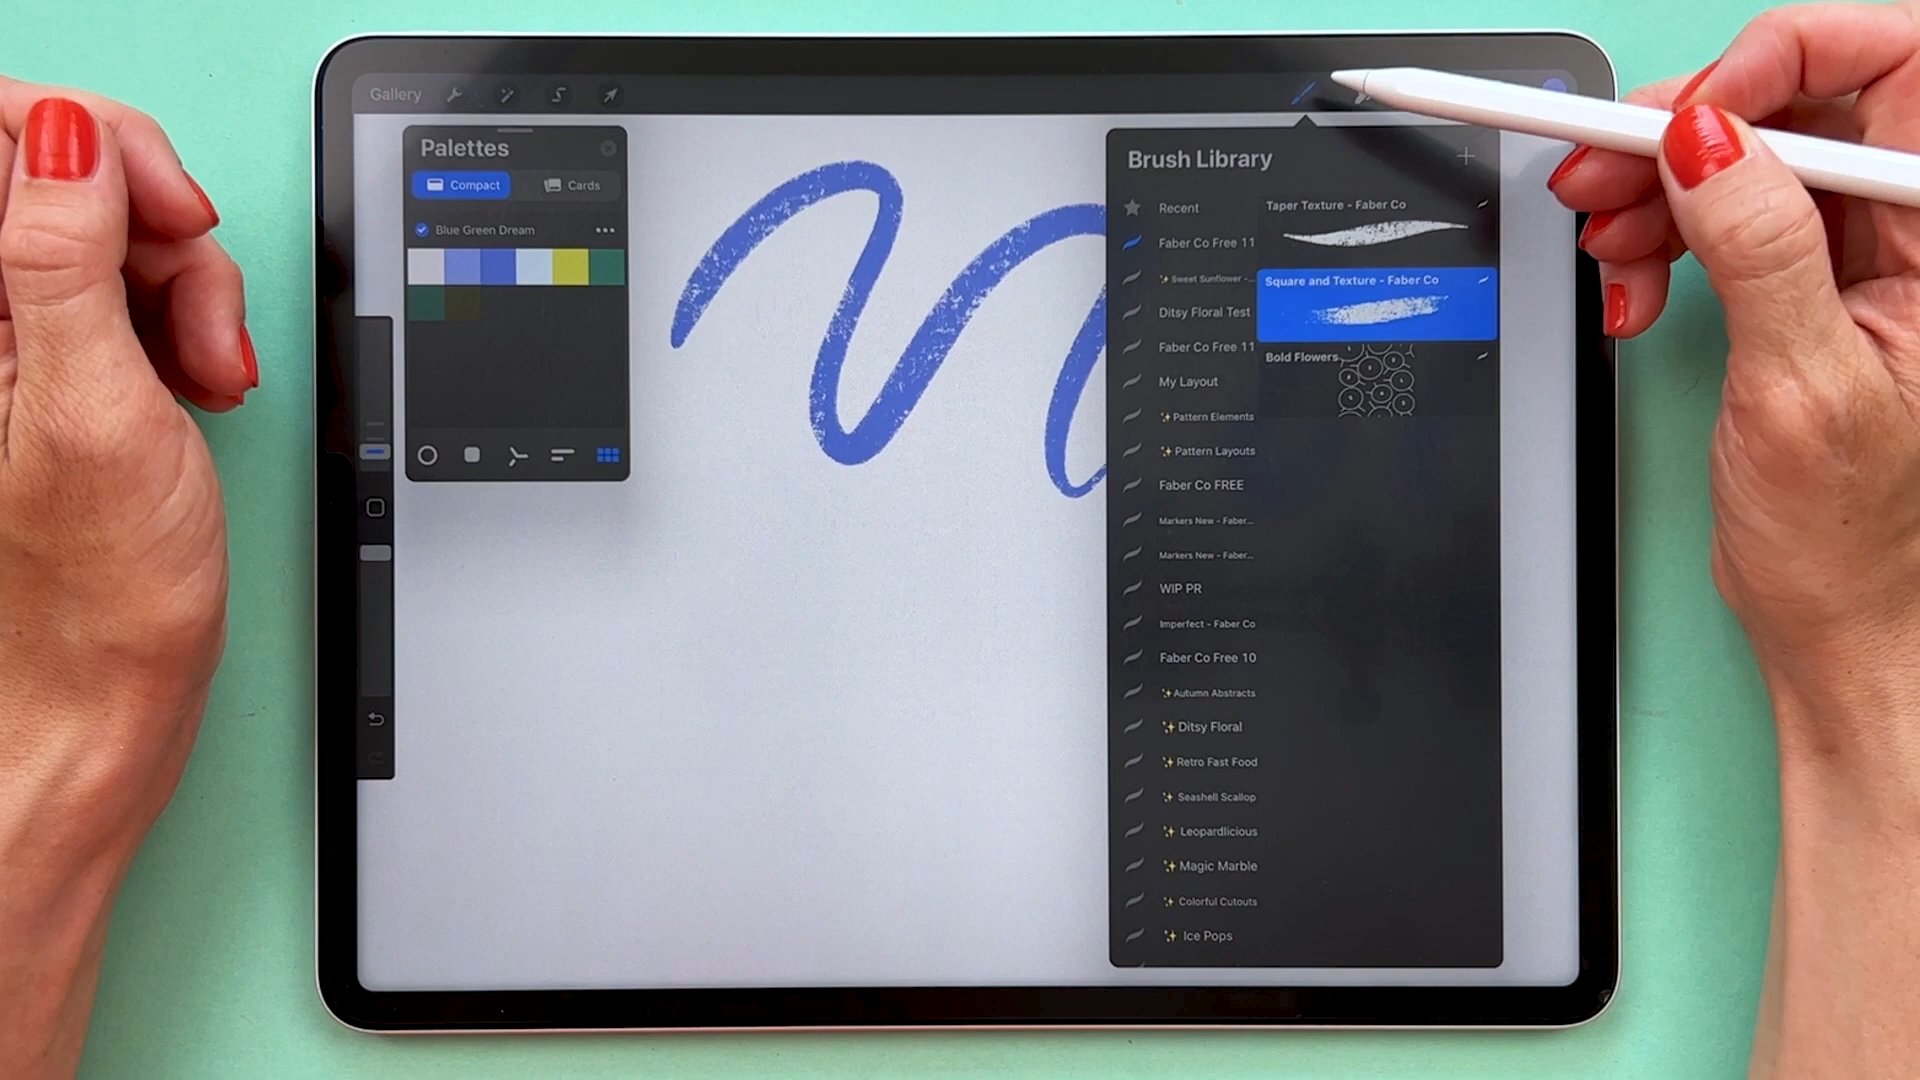 Gallery
Palettes
Compact
Cards
Blue Green Dream
Brush Library
Recent
Faber Co Free 11
✨ Sweet Sunflower -...
Ditsy Floral Test
Faber Co Free 11
My Layout
✨ Pattern Elements
✨ Pattern Layouts
Faber Co FREE
Markers New - Faber...
Markers New - Faber...
WIP PR
Imperfect - Faber Co
Faber Co Free 10
✨ Autumn Abstracts
✨ Ditsy Floral
✨ Retro Fast Food
✨ Seashell Scallop
✨ Leopardlicious
✨ Magic Marble
✨ Colorful Cutouts
✨ Ice Pops
Taper Texture - Faber Co
Square and Texture - Faber Co
Bold Flowers